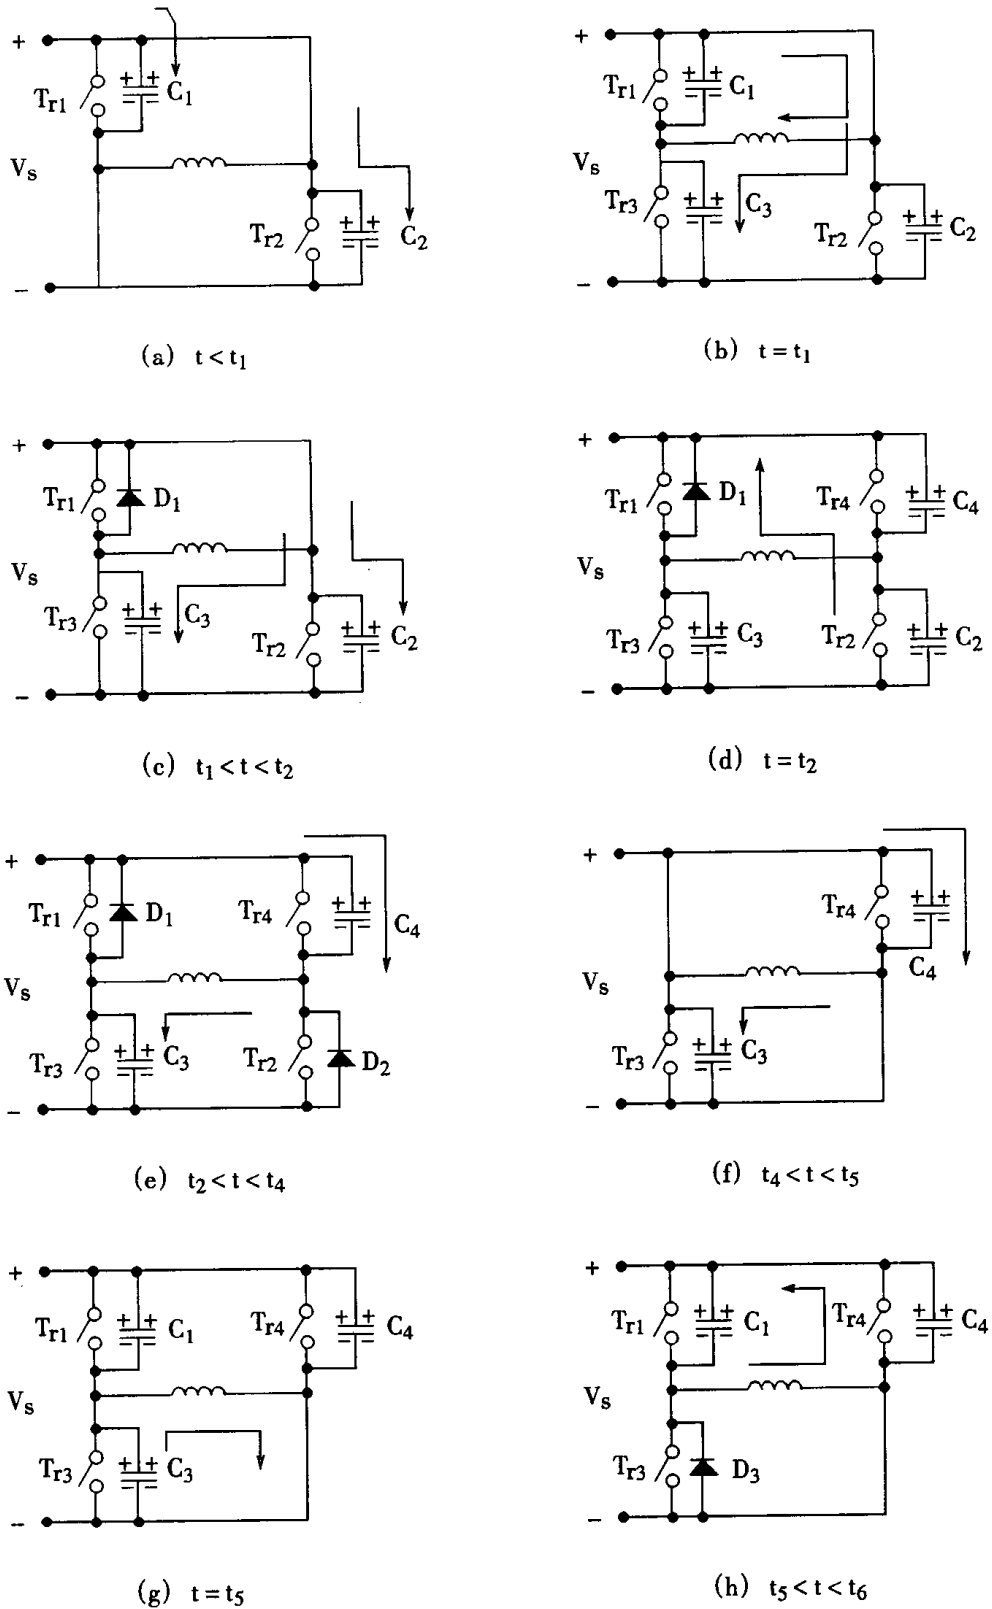 + + + C₁
Tr1 − −
Vₛ
Tr2 + + C₂
− −
−
(a) t < t₁
+ + + C₁
Tr1 − −
Vₛ
Tr3 + + C₃
− −
Tr2 + + C₂
− −
−
(b) t = t₁
+
Tr1 D₁
Vₛ
Tr3 + + C₃
− −
Tr2 + + C₂
− −
−
(c) t₁ < t < t₂
+
Tr1 D₁ Tr4 + + C₄
− −
Vₛ
Tr3 + + C₃ Tr2 + + C₂
− − − −
−
(d) t = t₂
+
Tr1 D₁ Tr4 + + C₄
− −
Vₛ
Tr3 + + C₃ Tr2 D₂
− −
−
(e) t₂ < t < t₄
+
Tr4 + +
− −
C₄
Vₛ
Tr3 + + C₃
− −
−
(f) t₄ < t < t₅
+
Tr1 + + C₁ Tr4 + + C₄
− − − −
Vₛ
Tr3 + + C₃
− −
−
(g) t = t₅
+
Tr1 + + C₁ Tr4 + + C₄
− − − −
Vₛ
Tr3 D₃
−
(h) t₅ < t < t₆